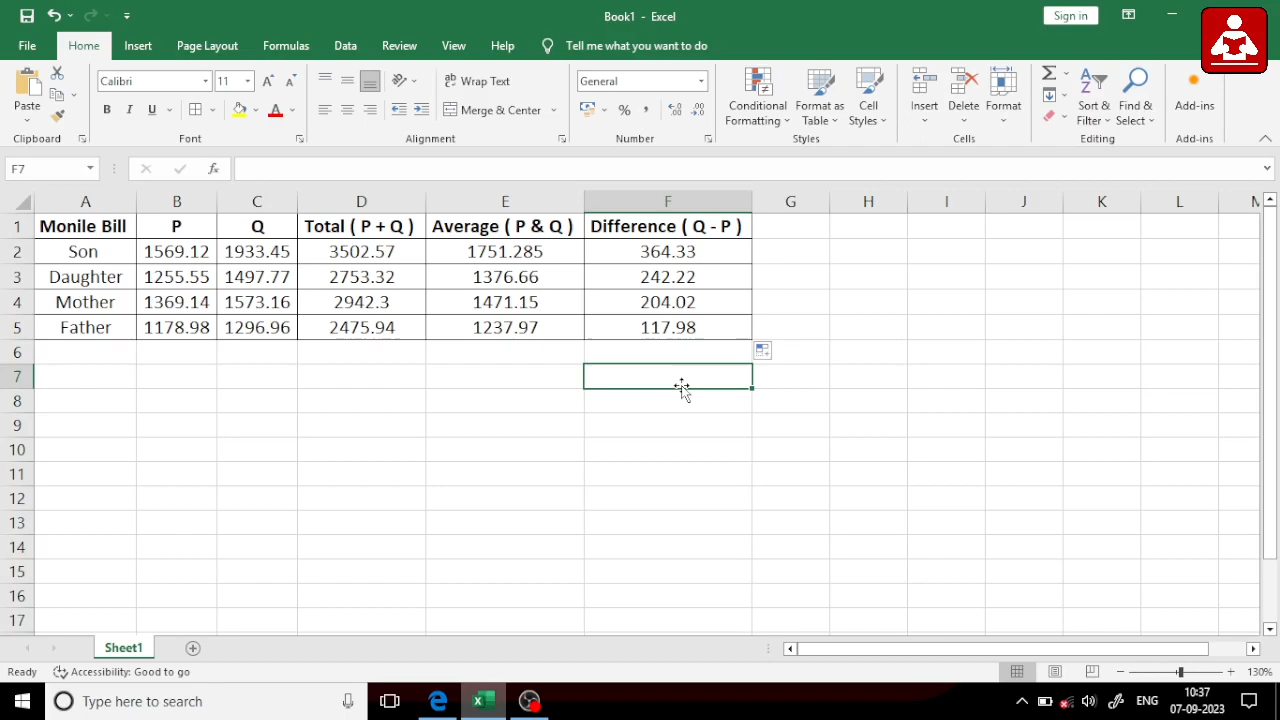 Book1 - Excel
Sign in
File Home Insert Page Layout Formulas Data Review View Help Tell me what you want to do
Calibri 11 Wrap Text General
Paste B I U Merge & Center % , Conditional Formatting Format as Table Cell Styles Insert Delete Format Sort & Filter Find & Select Add-ins
Clipboard Font Alignment Number Styles Cells Editing Add-ins
F7 fx
A B C D E F G H I J K L M
1 Monile Bill P Q Total ( P + Q ) Average ( P & Q ) Difference ( Q - P )
2 Son 1569.12 1933.45 3502.57 1751.285 364.33
3 Daughter 1255.55 1497.77 2753.32 1376.66 242.22
4 Mother 1369.14 1573.16 2942.3 1471.15 204.02
5 Father 1178.98 1296.96 2475.94 1237.97 117.98
6
7
8
9
10
11
12
13
14
15
16
17
Sheet1
Ready Accessibility: Good to go 130%
Type here to search ENG 10:37
07-09-2023